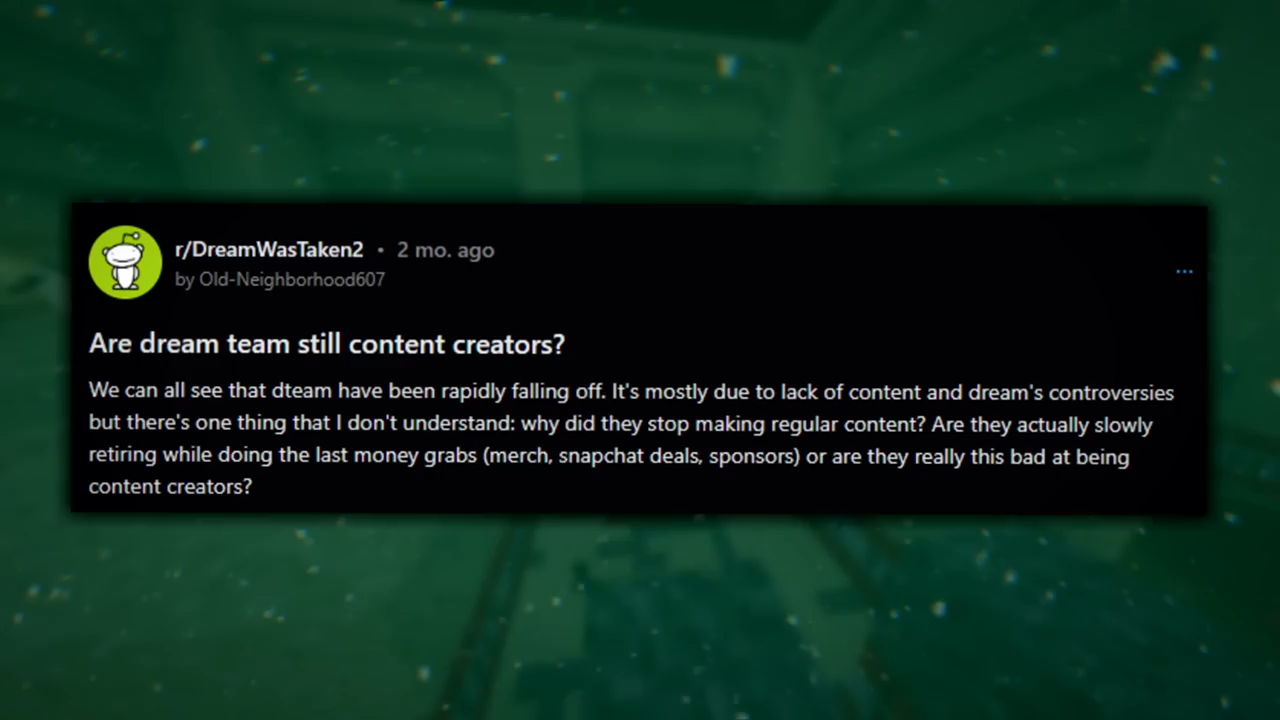 r/DreamWasTaken2 • 2 mo. ago
by Old-Neighborhood607
Are dream team still content creators?
We can all see that dteam have been rapidly falling off. It's mostly due to lack of content and dream's controversies
but there's one thing that I don't understand: why did they stop making regular content? Are they actually slowly
retiring while doing the last money grabs (merch, snapchat deals, sponsors) or are they really this bad at being
content creators?